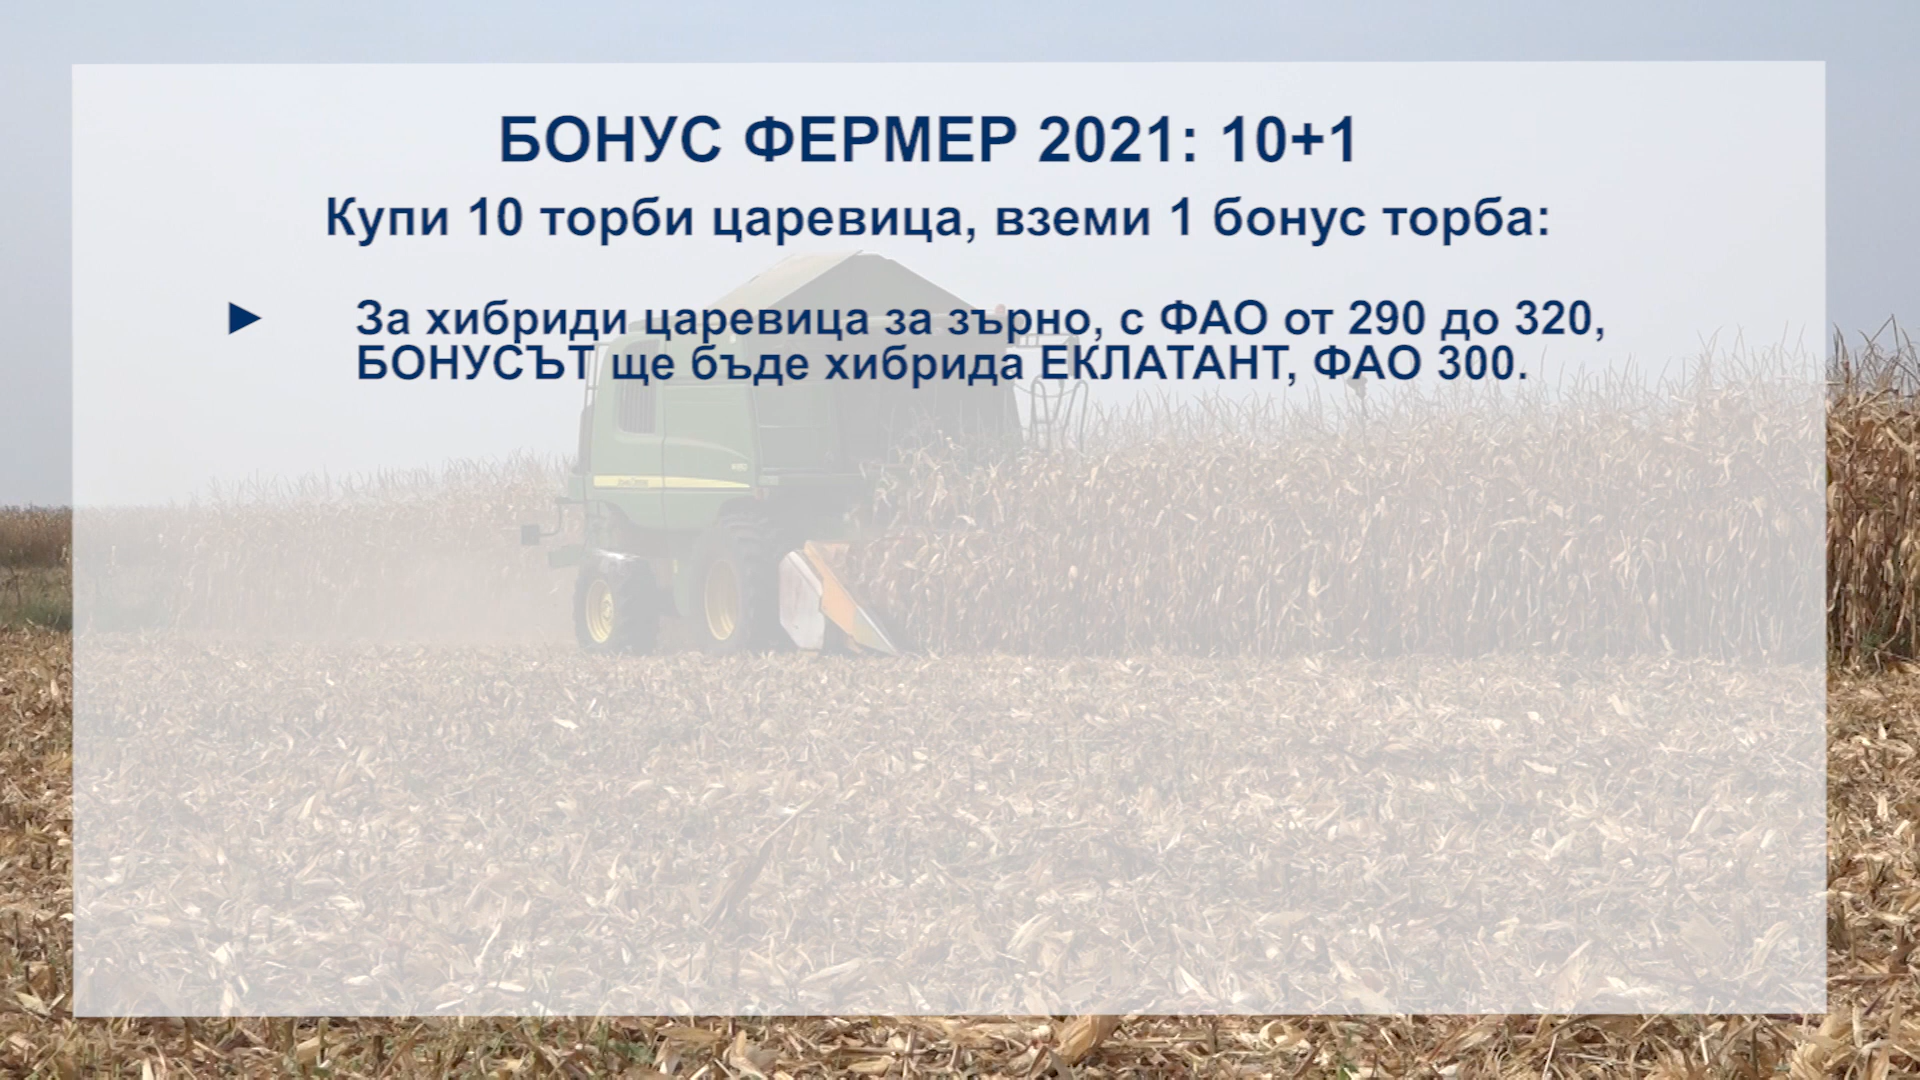 БОНУС ФЕРМЕР 2021: 10+1
Купи 10 торби царевица, вземи 1 бонус торба:
► За хибриди царевица за зърно, с ФАО от 290 до 320,
БОНУСЪТ ще бъде хибрида ЕКЛАТАНТ, ФАО 300.